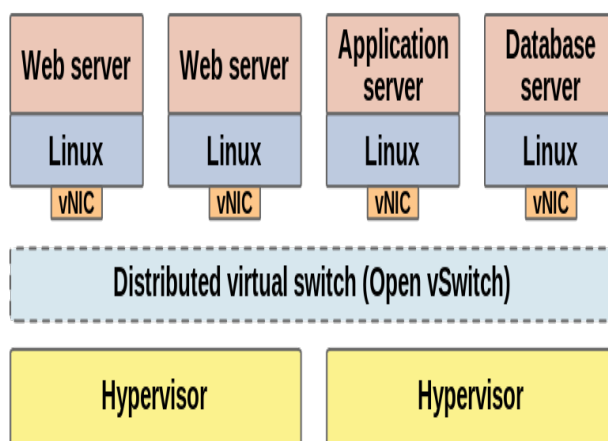 Web server
Web server
Application
server
Database
server
Linux
Linux
Linux
Linux
vNIC
vNIC
vNIC
vNIC
Distributed virtual switch (Open vSwitch)
Hypervisor
Hypervisor